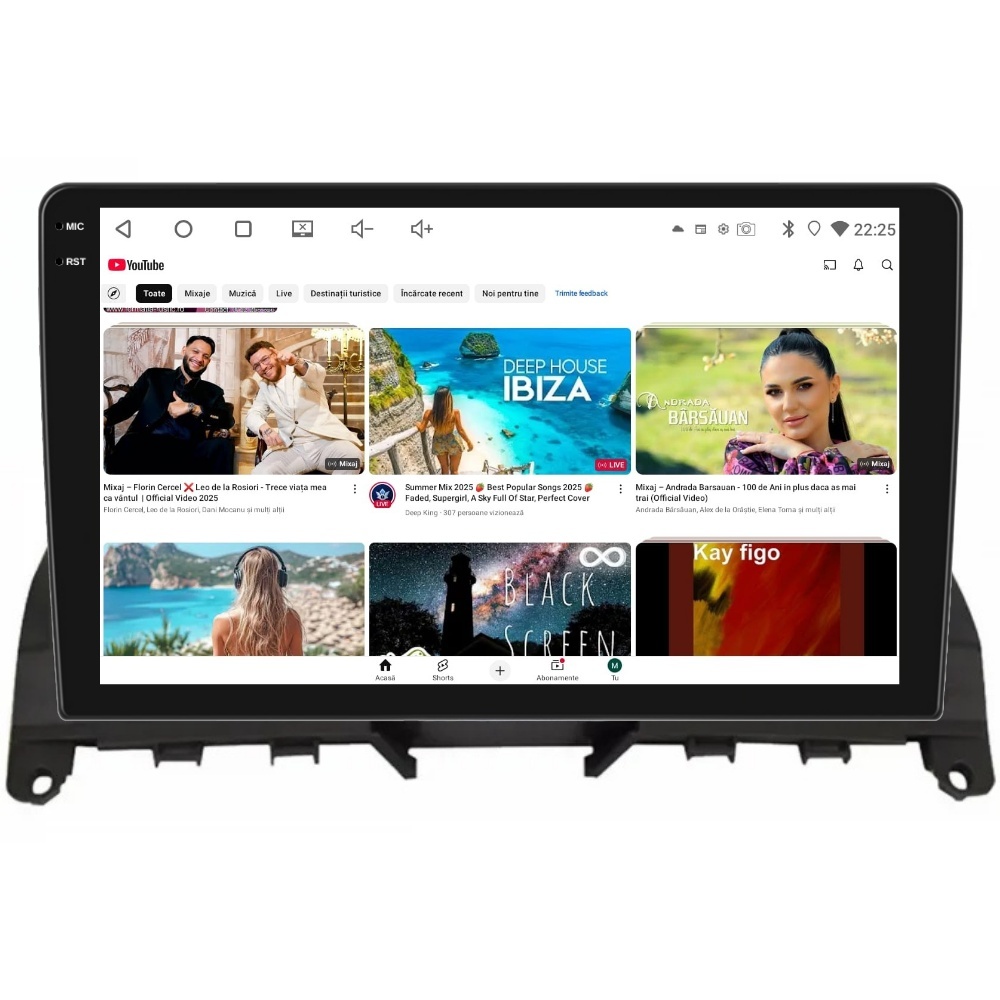 MIC
22:25
RST
YouTube
Toate
Mixaje
Muzică
Live
Destinații turistice
Încărcate recent
Noi pentru tine
Trimite feedback
DEEP HOUSE
IBIZA
ANDRADA
BÂRSĂUAN
Mixaj
LIVE
Mixaj
Mixaj – Florin Cercel ❌ Leo de la Rosiori - Trece viața mea
ca vântul | Official Video 2025
Florin Cercel, Leo de la Rosiori, Dani Mocanu și mulți alții
LIVE
Summer Mix 2025 🍓 Best Popular Songs 2025 🍓
Faded, Supergirl, A Sky Full Of Star, Perfect Cover
Deep King · 307 persoane vizionează
Mixaj – Andrada Barsauan - 100 de Ani in plus daca as mai
trai (Official Video)
Andrada Bârsăuan, Alex de la Orăștie, Elena Toma și mulți alții
BLACK
SCREEN
Kay figo
Acasă
Shorts
Abonamente
M
Tu